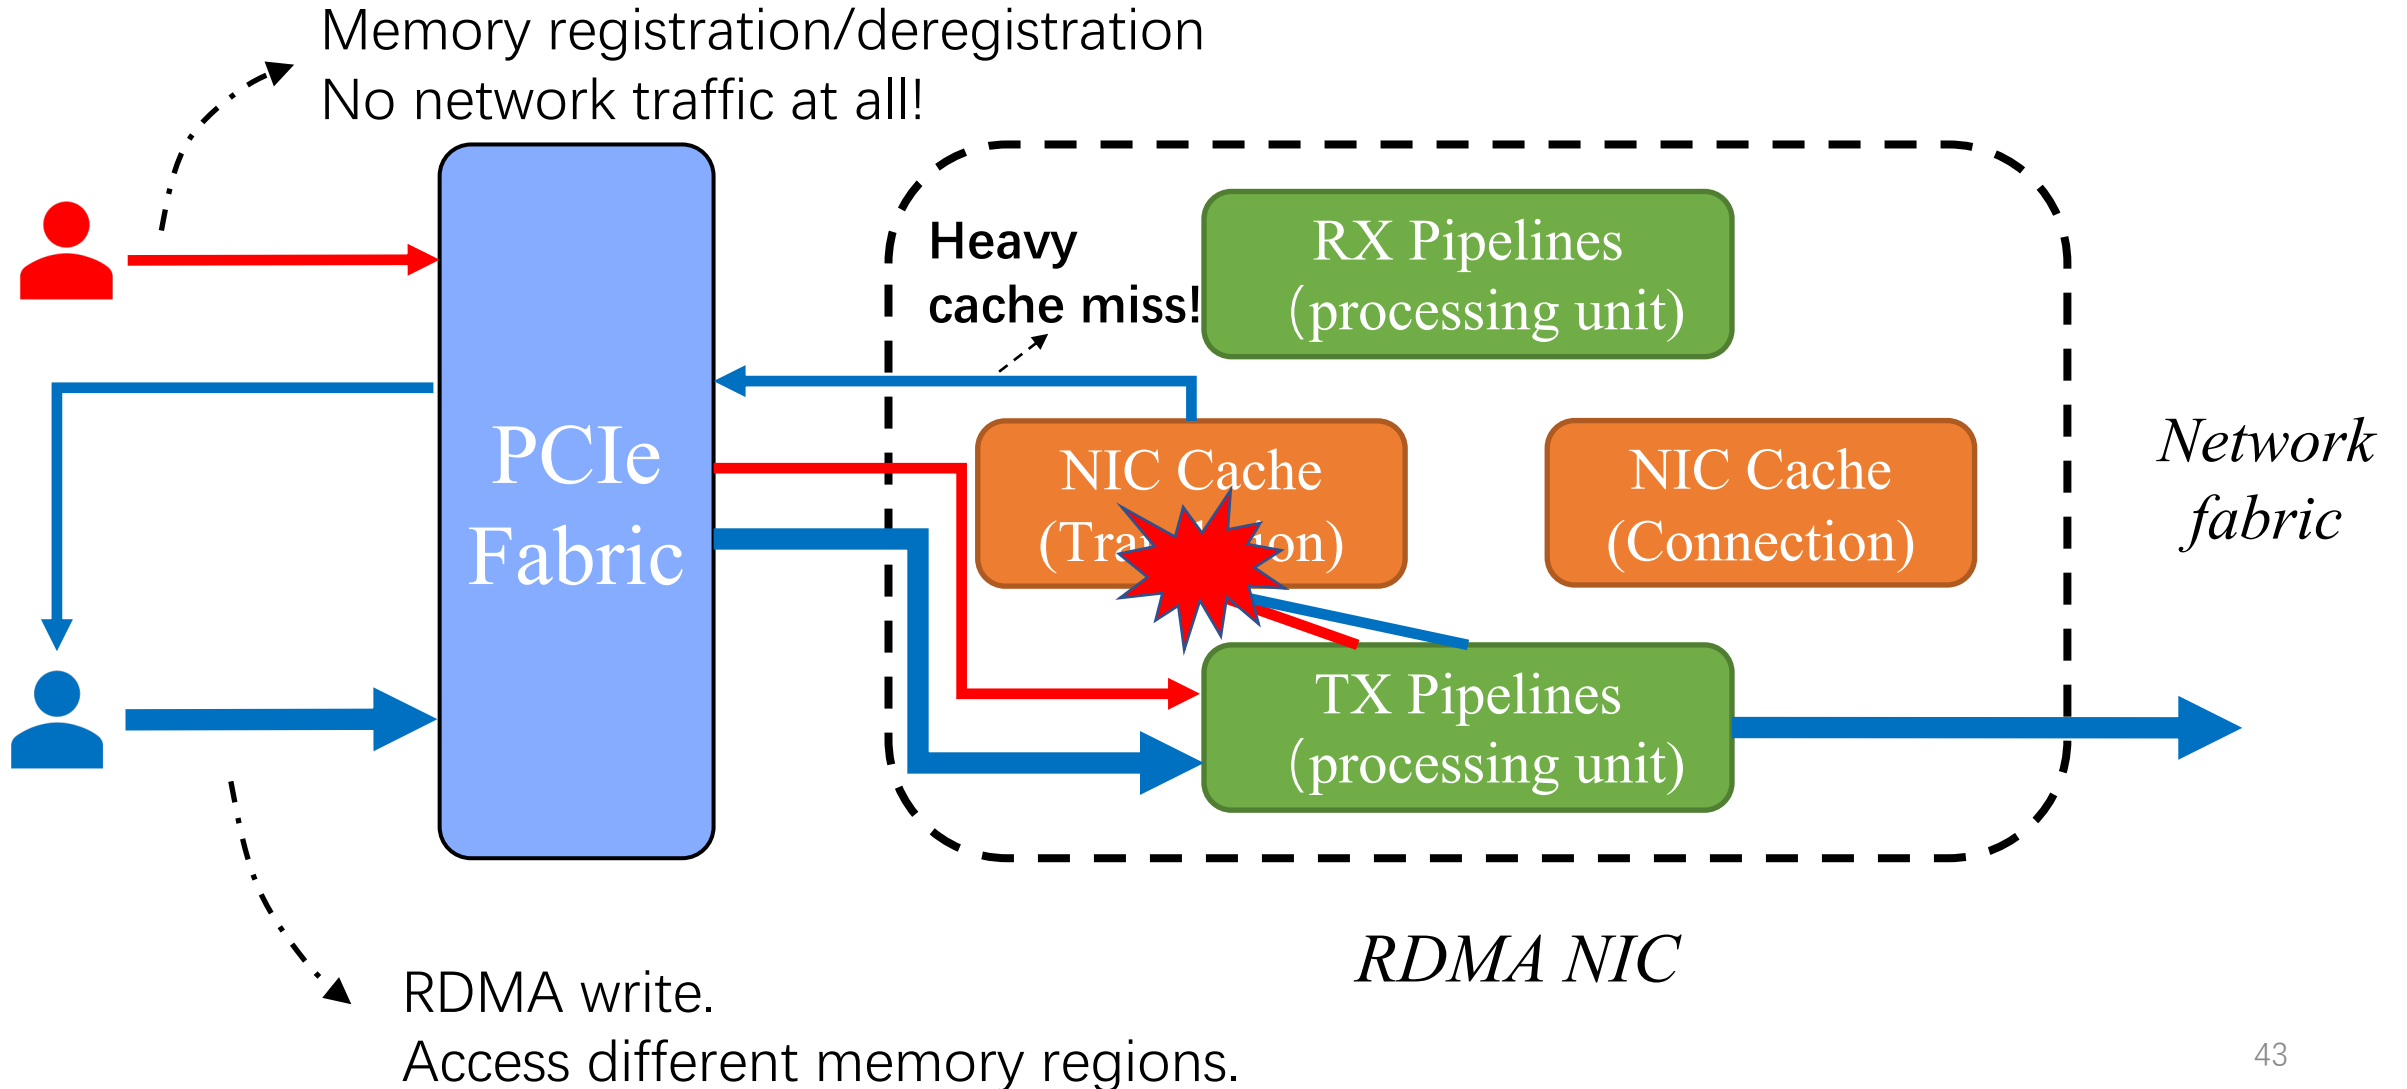 Memory registration/deregistration
No network traffic at all!
Heavy
cache miss!
RX Pipelines
(processing unit)
PCIe
Fabric
NIC Cache
NIC Cache
(Connection)
Network
fabric
TX Pipelines
(processing unit)
RDMA NIC
RDMA write.
Access different memory regions.
43